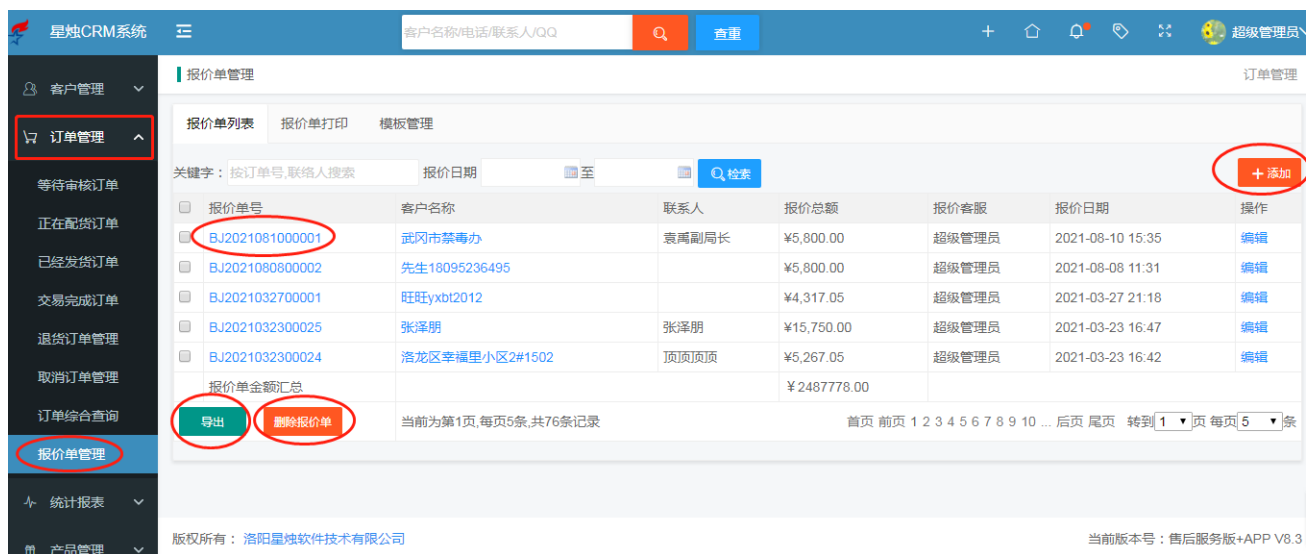 星烛CRM系统 客户名称/电话/联系人/QQ 查重 超级管理员
客户管理
订单管理
等待审核订单
正在配货订单
已经发货订单
交易完成订单
退货订单管理
取消订单管理
订单综合查询
报价单管理
统计报表
产品管理
报价单管理 订单管理
报价单列表 报价单打印 模板管理
关键字： 按订单号,联络人搜索 报价日期 至 检索 添加
报价单号 客户名称 联系人 报价总额 报价客服 报价日期 操作
BJ2021081000001 武冈市禁毒办 袁禹副局长 ¥5,800.00 超级管理员 2021-08-10 15:35 编辑
BJ2021080800002 先生18095236495 ¥5,800.00 超级管理员 2021-08-08 11:31 编辑
BJ2021032700001 旺旺yxbt2012 ¥4,317.05 超级管理员 2021-03-27 21:18 编辑
BJ2021032300025 张泽朋 张泽朋 ¥15,750.00 超级管理员 2021-03-23 16:47 编辑
BJ2021032300024 洛龙区幸福里小区2#1502 顶顶顶顶 ¥5,267.05 超级管理员 2021-03-23 16:42 编辑
报价单金额汇总 ¥2487778.00
导出 删除报价单 当前为第1页,每页5条,共76条记录 首页 前页 1 2 3 4 5 6 7 8 9 10 ... 后页 尾页 转到 1 页 每页 5 条
版权所有： 洛阳星烛软件技术有限公司 当前版本号：售后服务版+APP V8.3